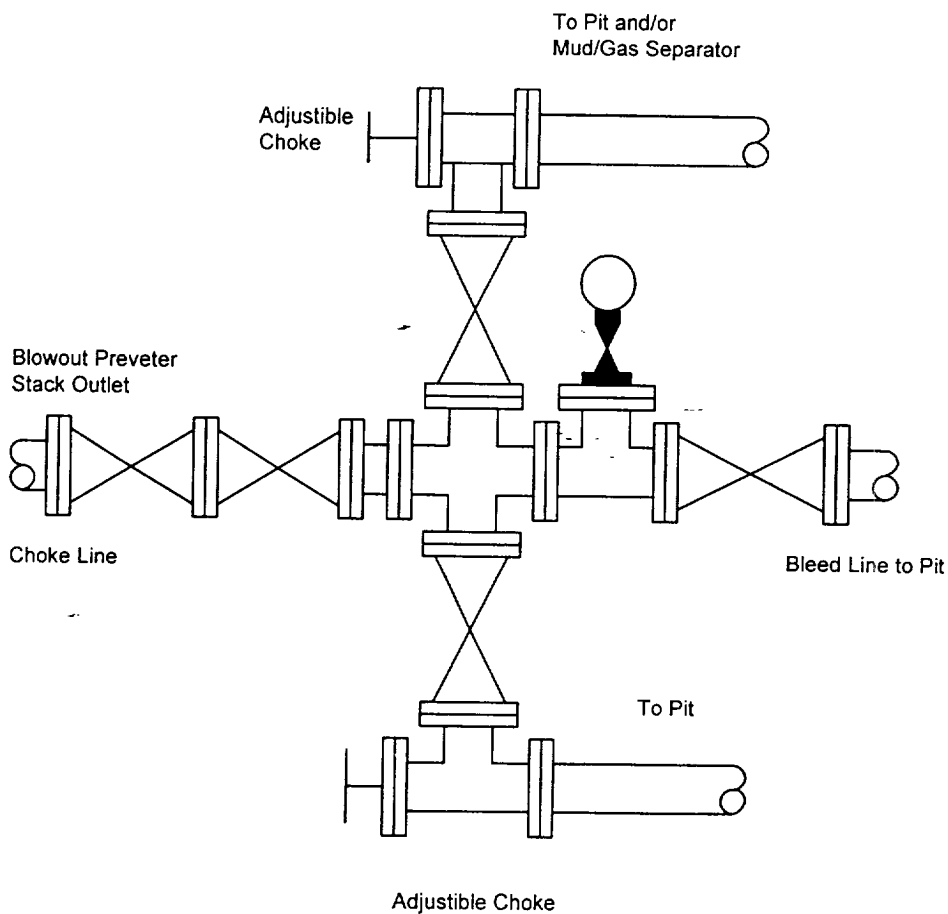 To Pit and/or
Mud/Gas Separator
Adjustible
Choke
Blowout Preveter
Stack Outlet
Choke Line
Bleed Line to Pit
To Pit
Adjustible Choke